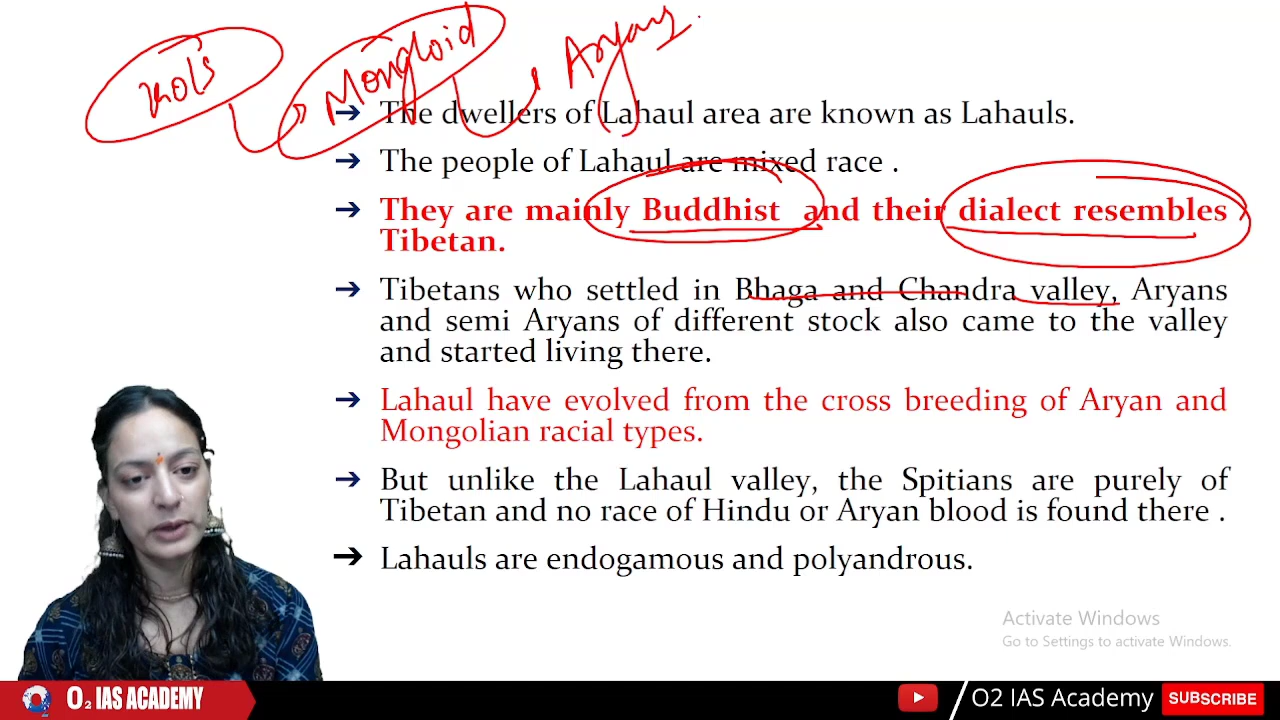 kols Mongloid Aryans
→ The dwellers of Lahaul area are known as Lahauls.
→ The people of Lahaul are mixed race .
→ They are mainly Buddhist and their dialect resembles
Tibetan.
→ Tibetans who settled in Bhaga and Chandra valley, Aryans
and semi Aryans of different stock also came to the valley
and started living there.
→ Lahaul have evolved from the cross breeding of Aryan and
Mongolian racial types.
→ But unlike the Lahaul valley, the Spitians are purely of
Tibetan and no race of Hindu or Aryan blood is found there .
→ Lahauls are endogamous and polyandrous.
Activate Windows
Go to Settings to activate Windows.
O2 IAS ACADEMY
O2 IAS Academy SUBSCRIBE